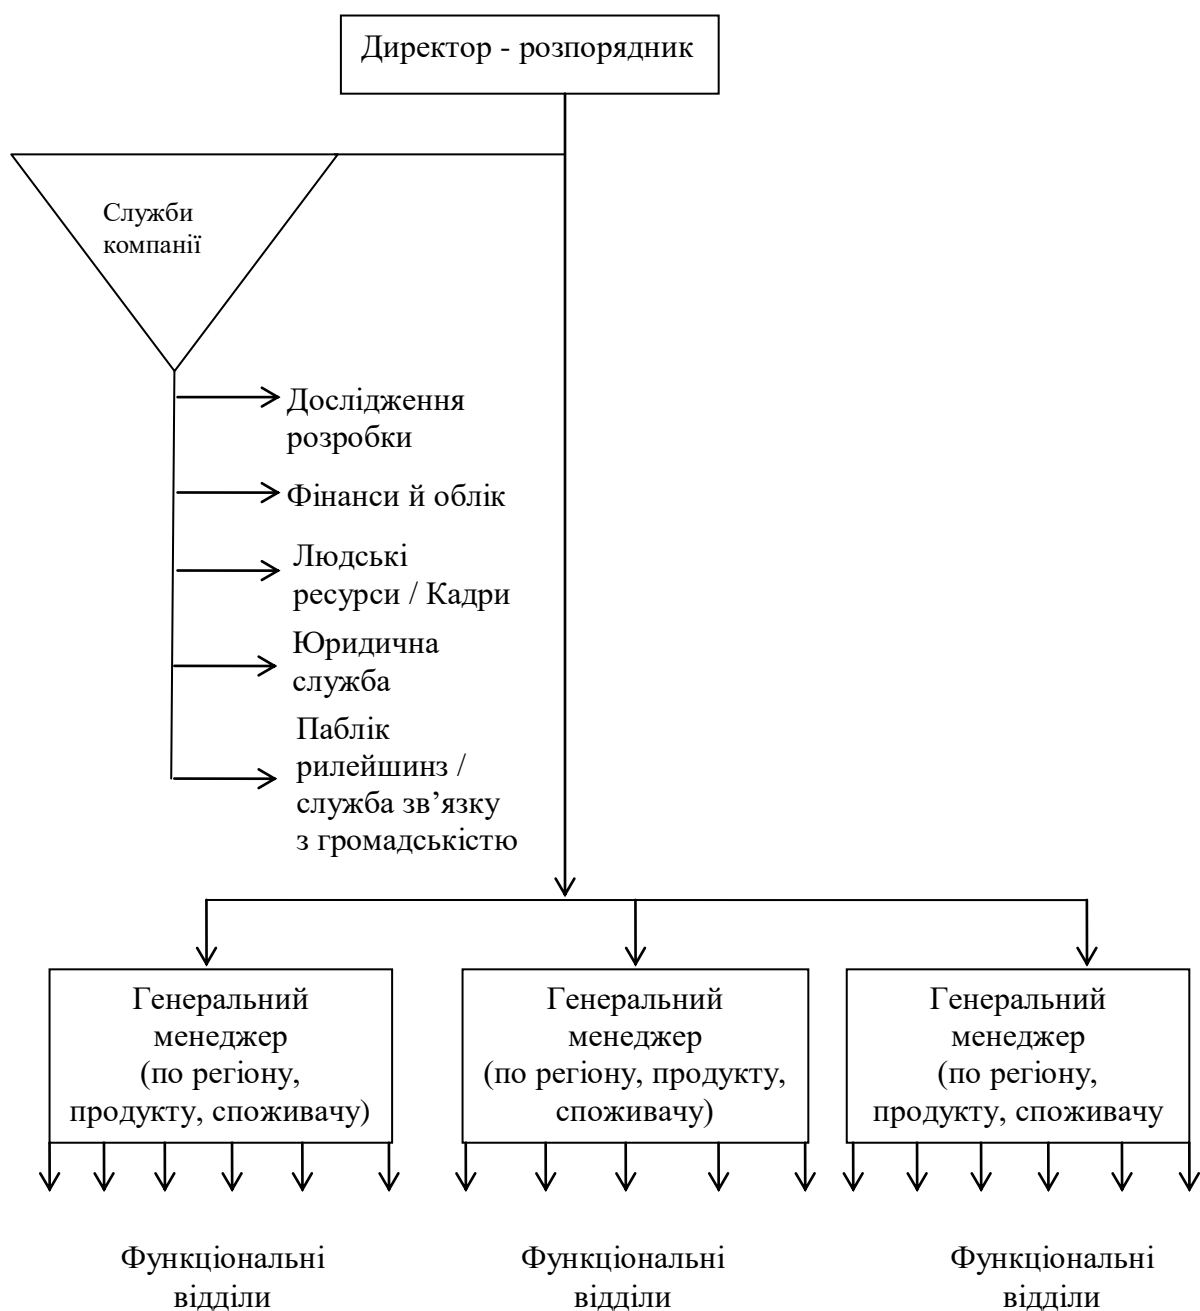 Директор - розпорядник
Служби
компанії
Дослідження
розробки
Фінанси й облік
Людські
ресурси / Кадри
Юридична
служба
Паблік
рилейшинз /
служба зв’язку
з громадськістю
Генеральний
менеджер
(по регіону,
продукту, споживачу)
Генеральний
менеджер
(по регіону, продукту,
споживачу)
Генеральний
менеджер
(по регіону,
продукту, споживачу
Функціональні
відділи
Функціональні
відділи
Функціональні
відділи